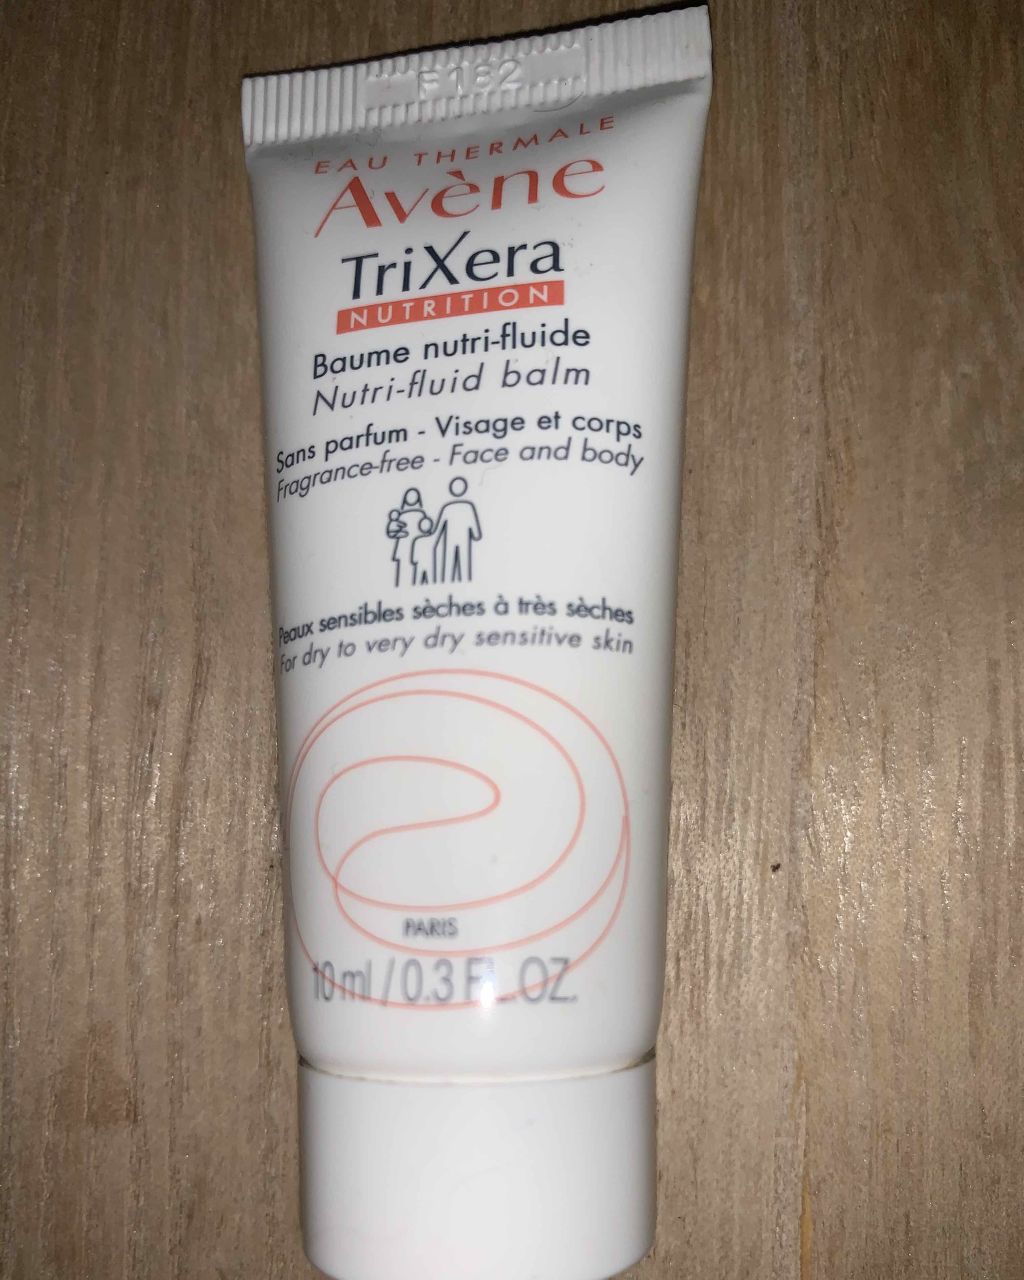 F182
EAU THERMALE
Avène
TriXera
NUTRITION
Baume nutri-fluide
Nutri-fluid balm
Sans parfum - Visage et corps
Fragrance-free - Face and body
Peaux sensibles sèches à très sèches
For dry to very dry sensitive skin
PARIS
10 ml / 0.3 FL. OZ.